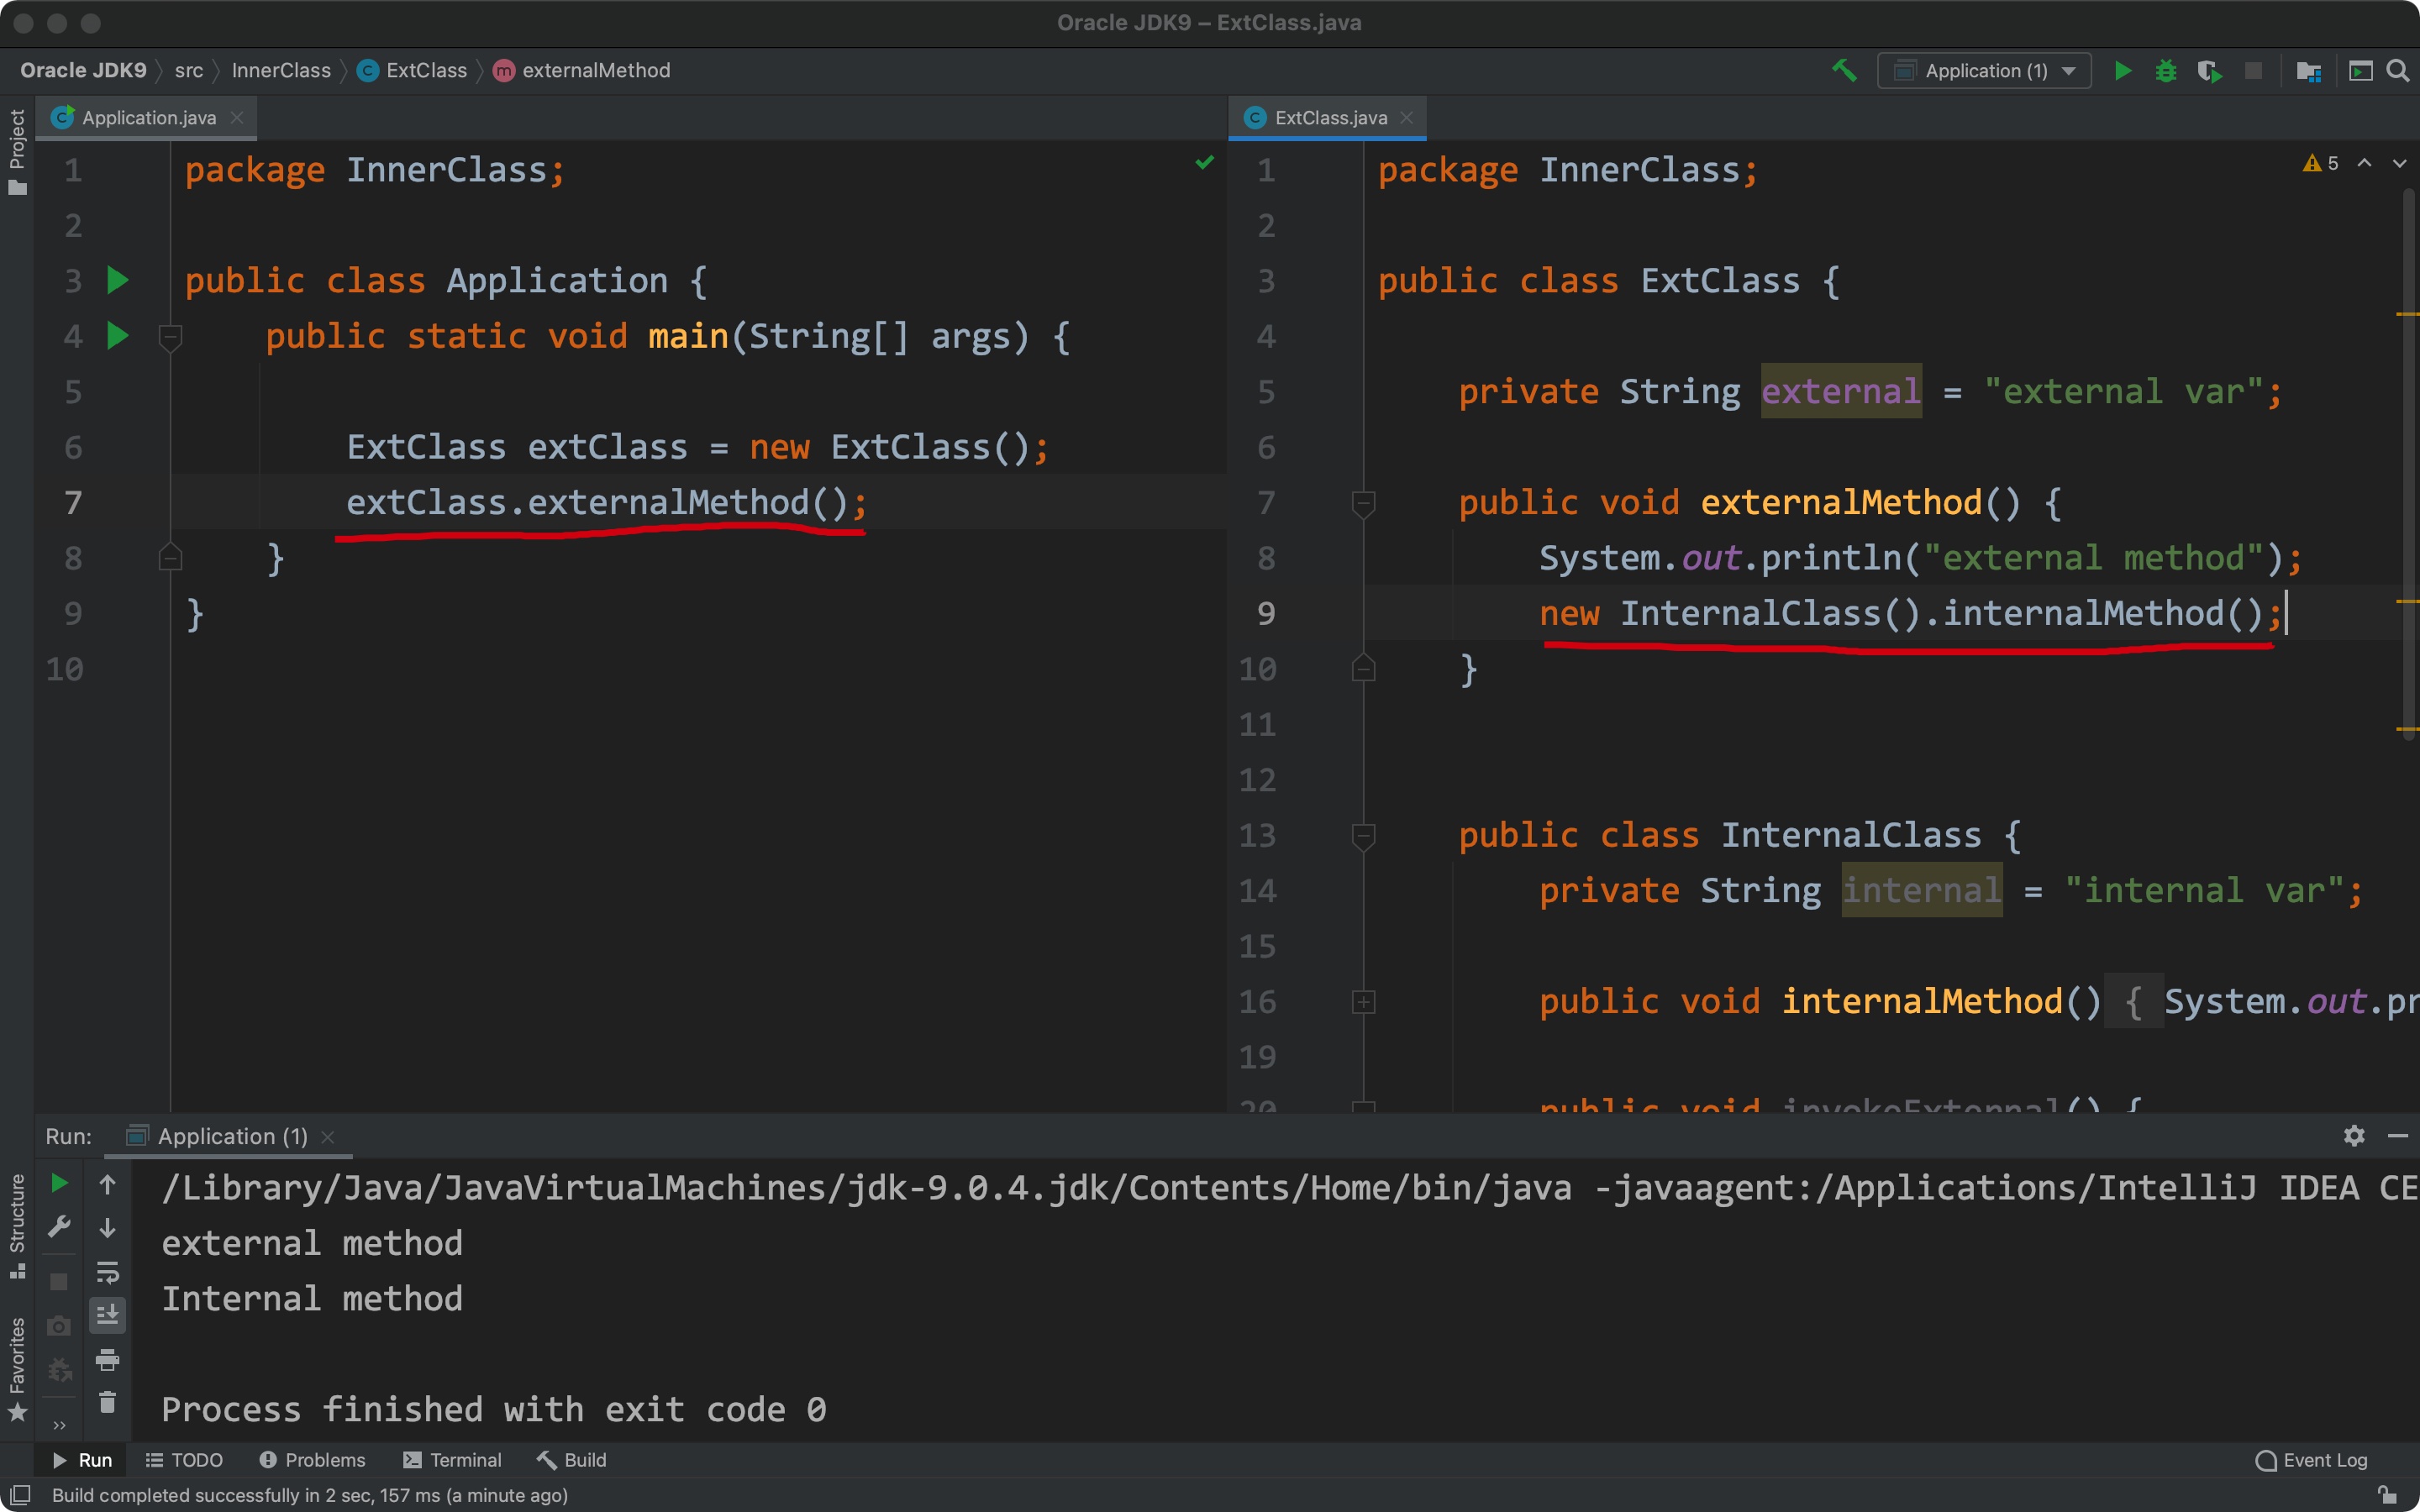 Oracle JDK9 – ExtClass.java
Oracle JDK9 src InnerClass ExtClass externalMethod
Application (1)
Project
Application.java
1 package InnerClass;
2
3 public class Application {
4 public static void main(String[] args) {
5
6 ExtClass extClass = new ExtClass();
7 extClass.externalMethod();
8 }
9 }
10
ExtClass.java
5
1 package InnerClass;
2
3 public class ExtClass {
4
5 private String external = "external var";
6
7 public void externalMethod() {
8 System.out.println("external method");
9 new InternalClass().internalMethod();
10 }
11
12
13 public class InternalClass {
14 private String internal = "internal var";
15
16 public void internalMethod() { System.out.pr
19
20 public void invokeExternal() {
Run: Application (1)
/Library/Java/JavaVirtualMachines/jdk-9.0.4.jdk/Contents/Home/bin/java -javaagent:/Applications/IntelliJ IDEA CE
external method
Internal method
Process finished with exit code 0
Structure
Favorites
Run TODO Problems Terminal Build Event Log
Build completed successfully in 2 sec, 157 ms (a minute ago)